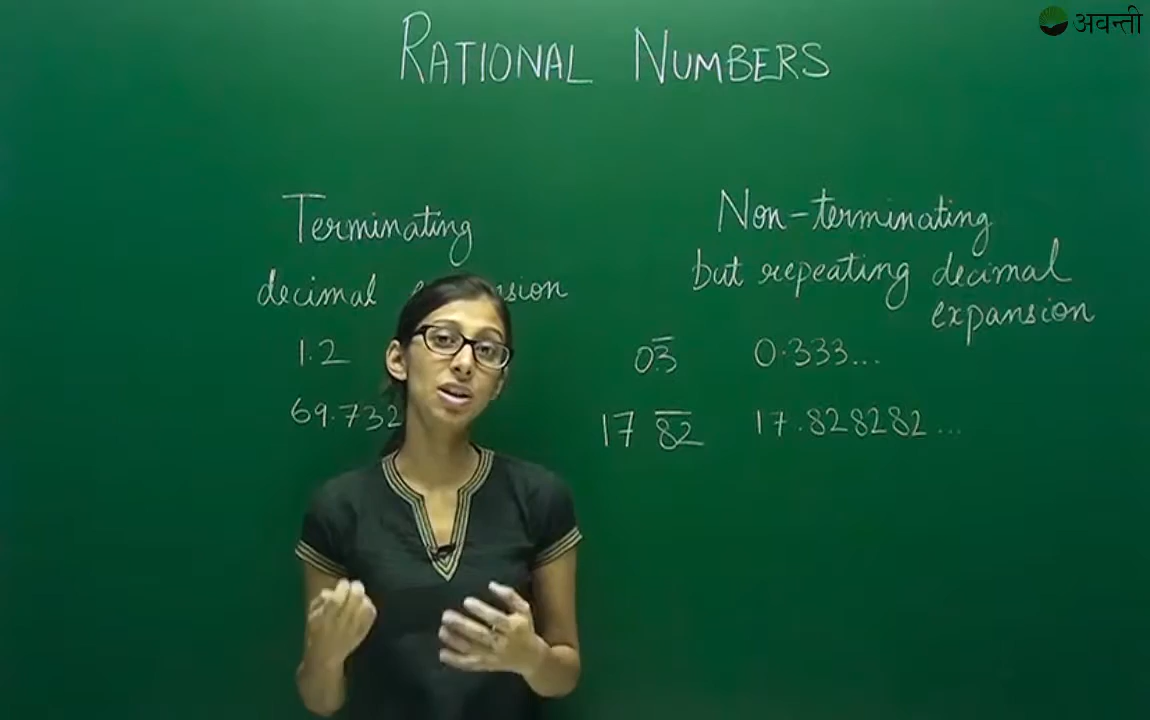 अवन्ती
RATIONAL NUMBERS
Terminating
decimal
1.2
69.732
Non-terminating
but repeating decimal
expansion
0.3̅ 0.333...
17 8̅2̅ 17.828282...